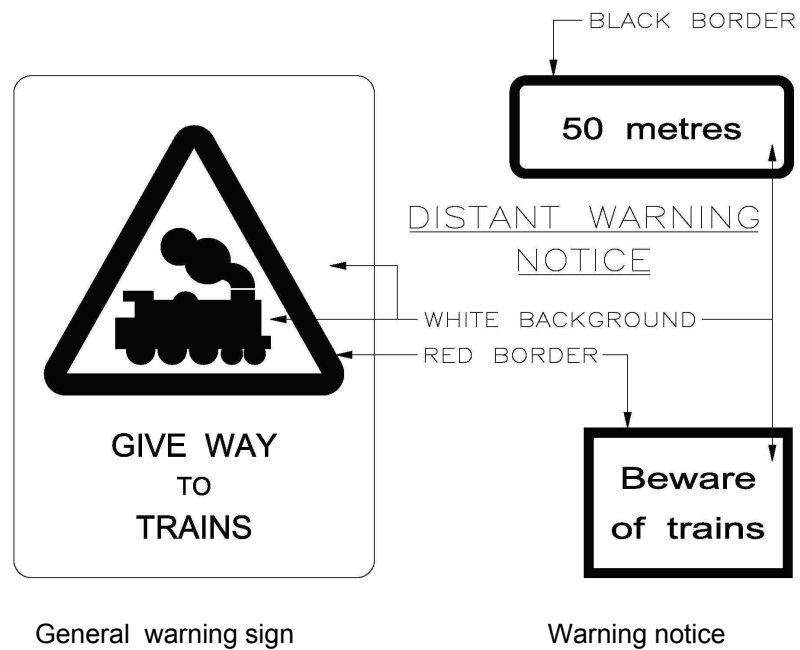 BLACK BORDER
50 metres
DISTANT WARNING
NOTICE
WHITE BACKGROUND
RED BORDER
GIVE WAY
TO
TRAINS
Beware
of trains
General warning sign
Warning notice